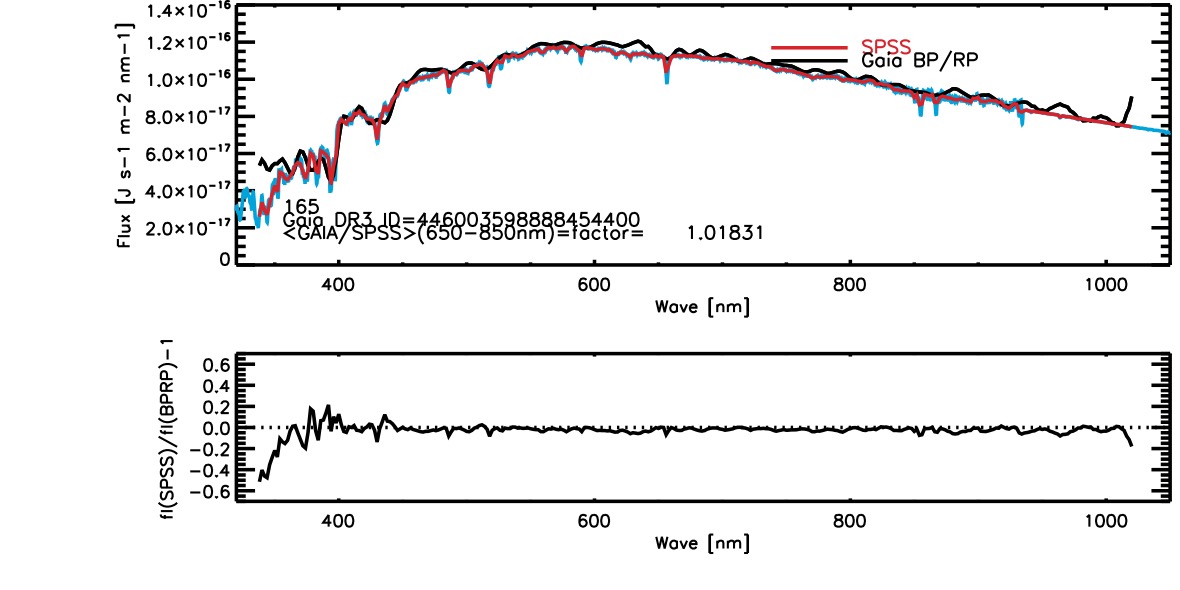 1.4×10−16
1.2×10−16
1.0×10−16
8.0×10−17
6.0×10−17
4.0×10−17
2.0×10−17
0
Flux [J s−1 m−2 nm−1]
SPSS
Gaia BP/RP
165
Gaia DR3 ID=446003598888454400
<GAIA/SPSS>(650−850nm)=factor= 1.01831
400 600 800 1000
Wave [nm]
0.6
0.4
0.2
0.0
−0.2
−0.4
−0.6
fl(SPSS)/fl(BPRP)−1
400 600 800 1000
Wave [nm]